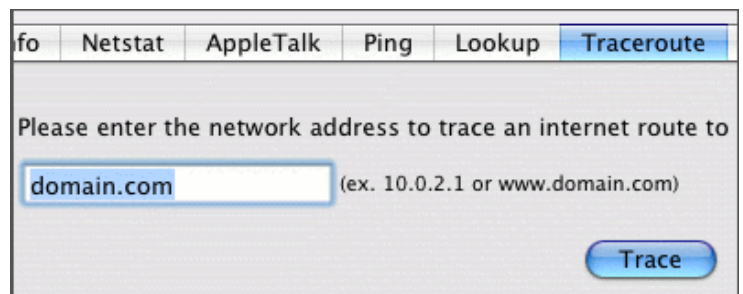 fo Netstat AppleTalk Ping Lookup Traceroute
Please enter the network address to trace an internet route to
domain.com (ex. 10.0.2.1 or www.domain.com)
Trace